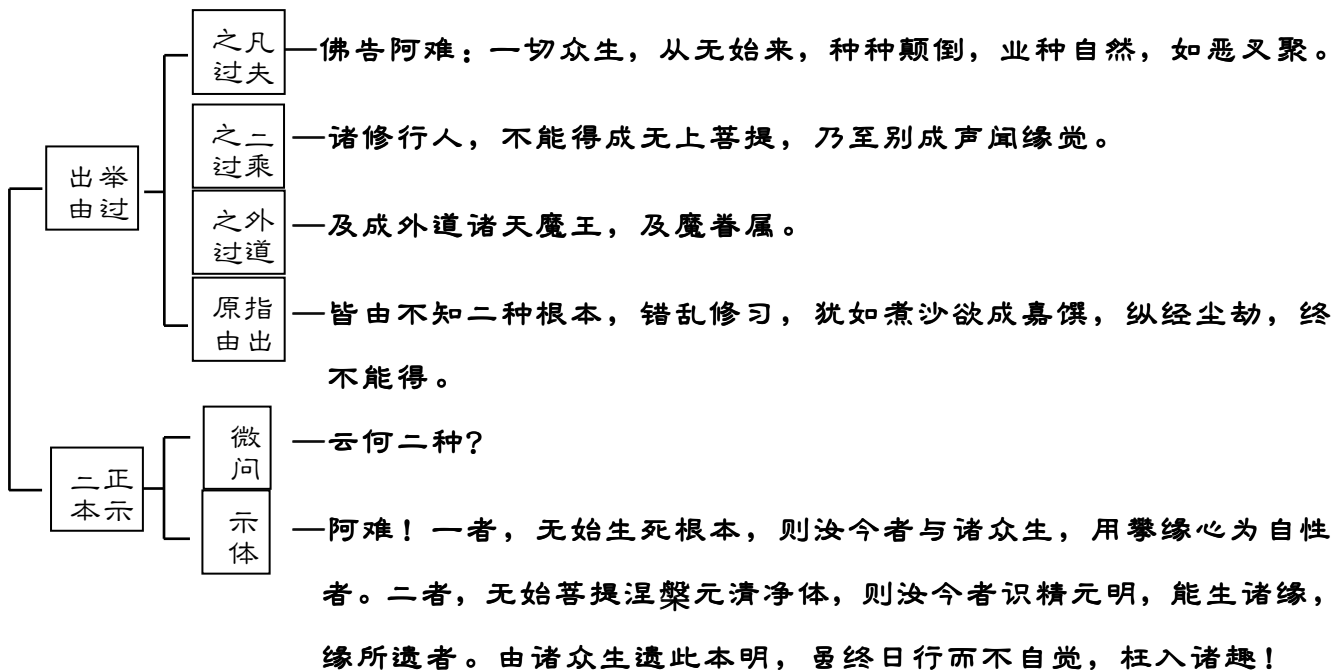 举过
出由
凡夫
之过
一佛告阿难：一切众生，从无始来，种种颠倒，业种自然，如恶叉聚。
二乘
之过
—诸修行人，不能得成无上菩提，乃至别成声闻缘觉。
外道
之过
—及成外道诸天魔王，及魔眷属。
指出
原由
—皆由不知二种根本，错乱修习，犹如煮沙欲成嘉馔，纵经尘劫，终
不能得。
正示
二本
微问
—云何二种？
示体
—阿难！一者，无始生死根本，则汝今者与诸众生，用攀缘心为自性
者。二者，无始菩提涅槃元清净体，则汝今者识精元明，能生诸缘，
缘所遗者。由诸众生遗此本明，虽终日行而不自觉，枉入诸趣！